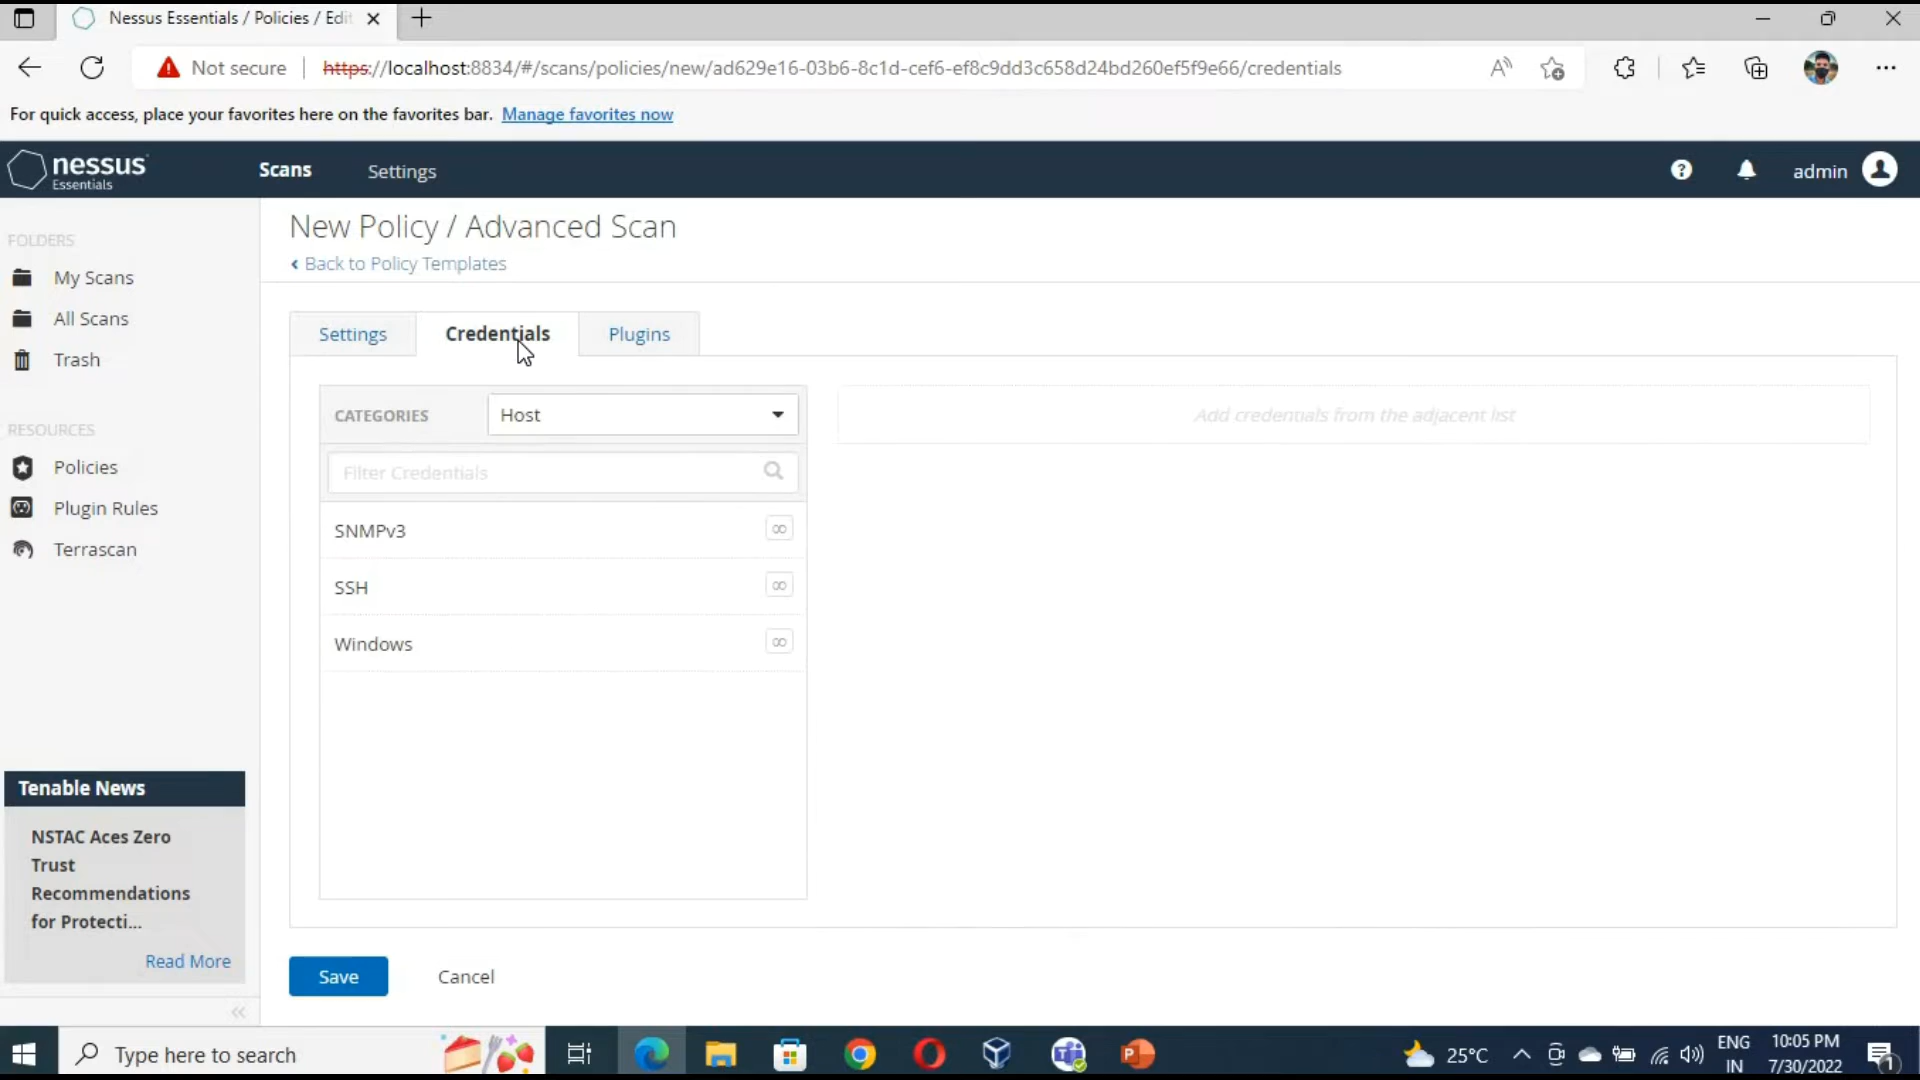 Nessus Essentials / Policies / Edit
Not secure
https://localhost:8834/#/scans/policies/new/ad629e16-03b6-8c1d-cef6-ef8c9dd3c658d24bd260ef5f9e66/credentials
For quick access, place your favorites here on the favorites bar. Manage favorites now
nessus
Essentials
Scans
Settings
admin
FOLDERS
My Scans
All Scans
Trash
RESOURCES
Policies
Plugin Rules
Terrascan
Tenable News
NSTAC Aces Zero
Trust
Recommendations
for Protecti...
Read More
New Policy / Advanced Scan
Back to Policy Templates
Settings
Credentials
Plugins
CATEGORIES
Host
Filter Credentials
SNMPv3 ∞
SSH ∞
Windows ∞
Add credentials from the adjacent list
Save
Cancel
Type here to search
25°C
ENG
IN
10:05 PM
7/30/2022
1